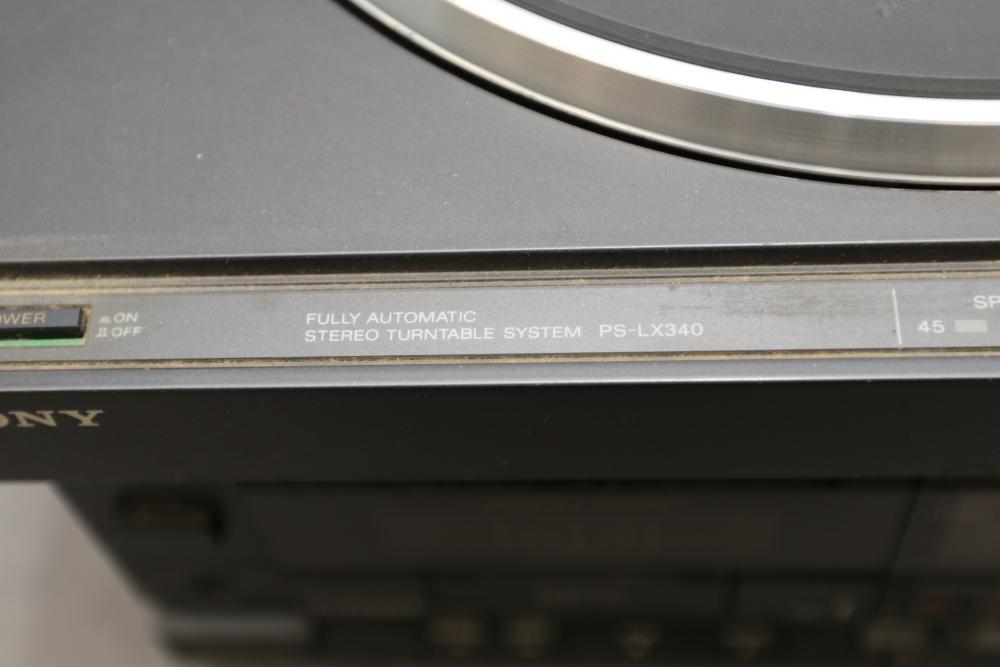 OWER
ON
OFF
FULLY AUTOMATIC
STEREO TURNTABLE SYSTEM PS-LX340
SP
45
ONY